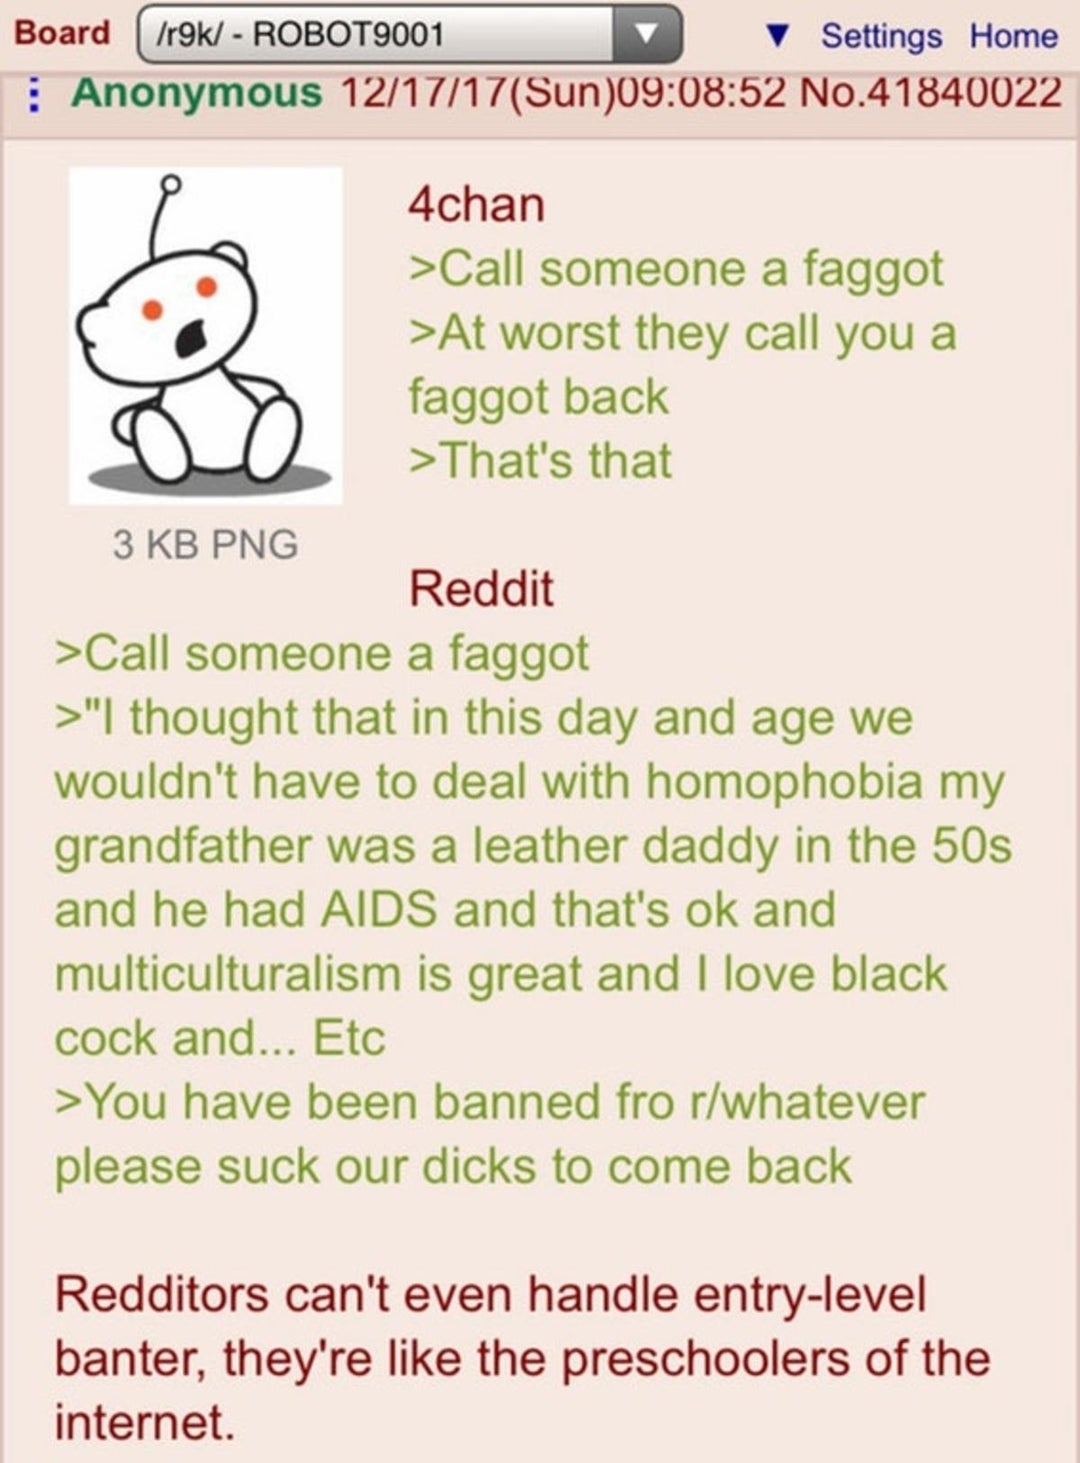 Board /r9k/ - ROBOT9001 ▼ Settings Home
Anonymous 12/17/17(Sun)09:08:52 No.41840022
4chan
>Call someone a faggot
>At worst they call you a
faggot back
>That's that
3 KB PNG
Reddit
>Call someone a faggot
>"I thought that in this day and age we
wouldn't have to deal with homophobia my
grandfather was a leather daddy in the 50s
and he had AIDS and that's ok and
multiculturalism is great and I love black
cock and... Etc
>You have been banned fro r/whatever
please suck our dicks to come back
Redditors can't even handle entry-level
banter, they're like the preschoolers of the
internet.